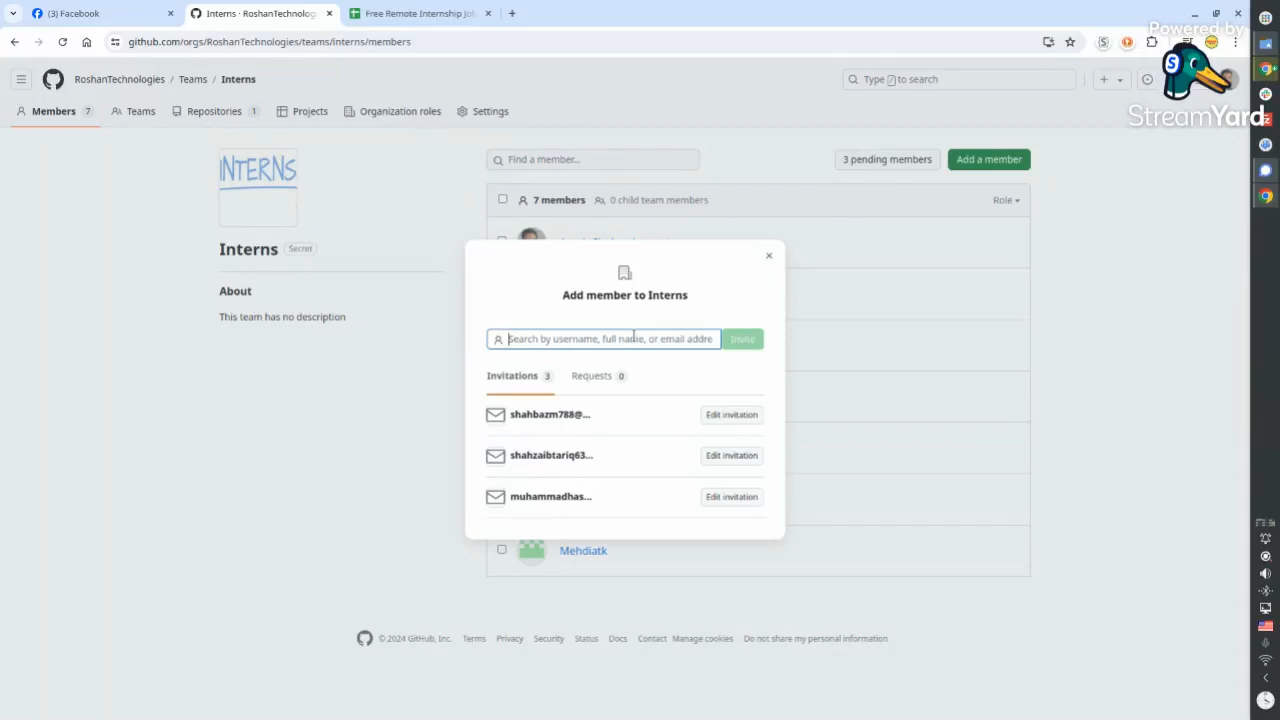 (3) Facebook
Interns · RoshanTechnolog
Free Remote Internship Jo
github.com/orgs/RoshanTechnologies/teams/interns/members
Powered by
StreamYard
RoshanTechnologies / Teams / Interns
Type / to search
Members 7
Teams
Repositories 1
Projects
Organization roles
Settings
INTERNS
Find a member...
3 pending members
Add a member
7 members
0 child team members
Role
Interns
Secret
About
This team has no description
Add member to Interns
Search by username, full name, or email addre
Invite
Invitations 3
Requests 0
shahbazm788@...
Edit invitation
shahzaibtariq63...
Edit invitation
muhammadhas...
Edit invitation
Mehdiatk
© 2024 GitHub, Inc.
Terms
Privacy
Security
Status
Docs
Contact
Manage cookies
Do not share my personal information